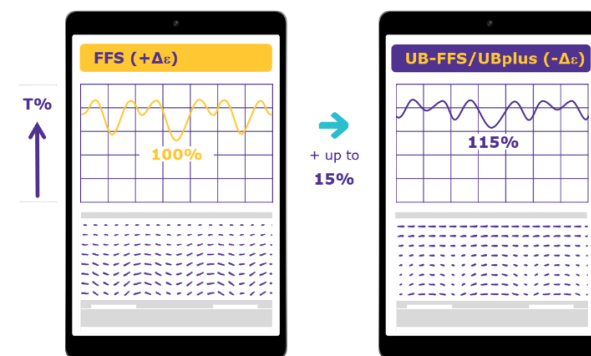 FFS (+Δε)
UB-FFS/UBplus (-Δε)
T%
100%
+ up to
15%
115%